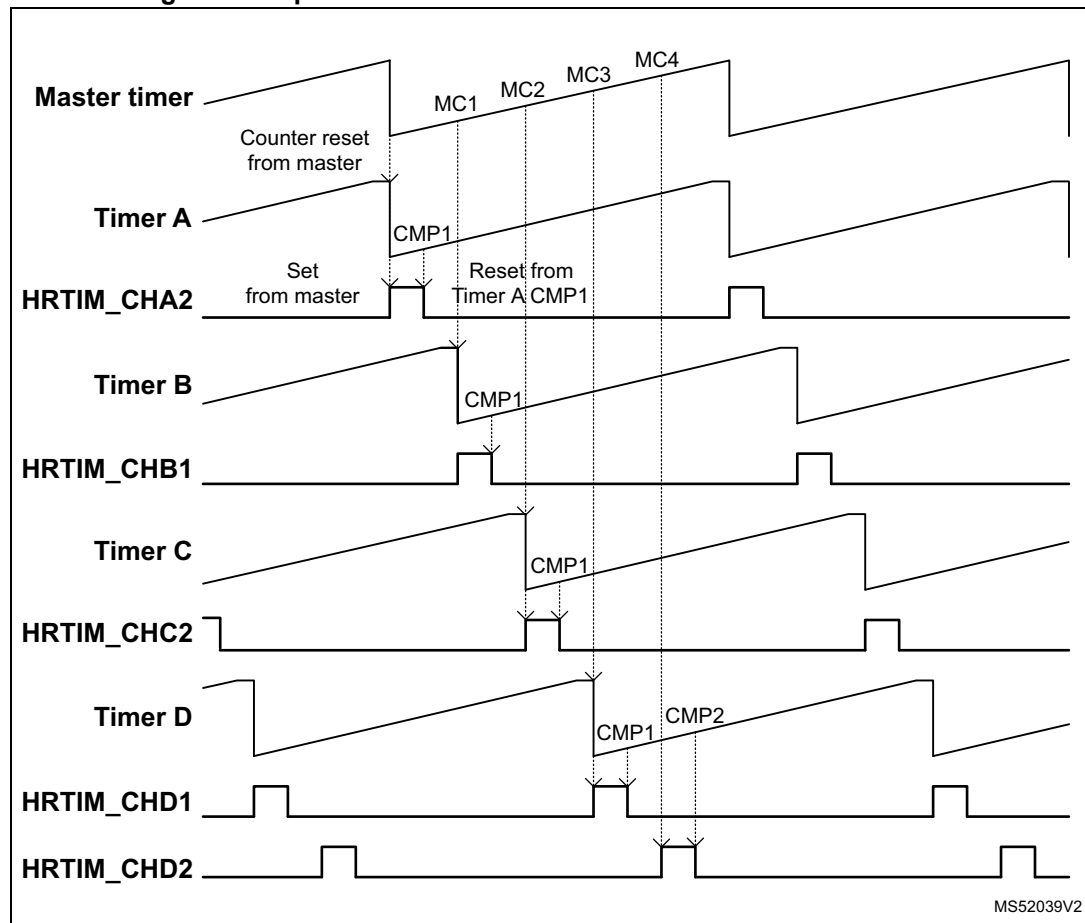 MC4
MC3
MC2
MC1
Master timer
Counter reset
from master
Timer A
CMP1
Set
from master
Reset from
Timer A CMP1
HRTIM_CHA2
Timer B
CMP1
HRTIM_CHB1
Timer C
CMP1
HRTIM_CHC2
Timer D
CMP2
CMP1
HRTIM_CHD1
HRTIM_CHD2
MS52039V2